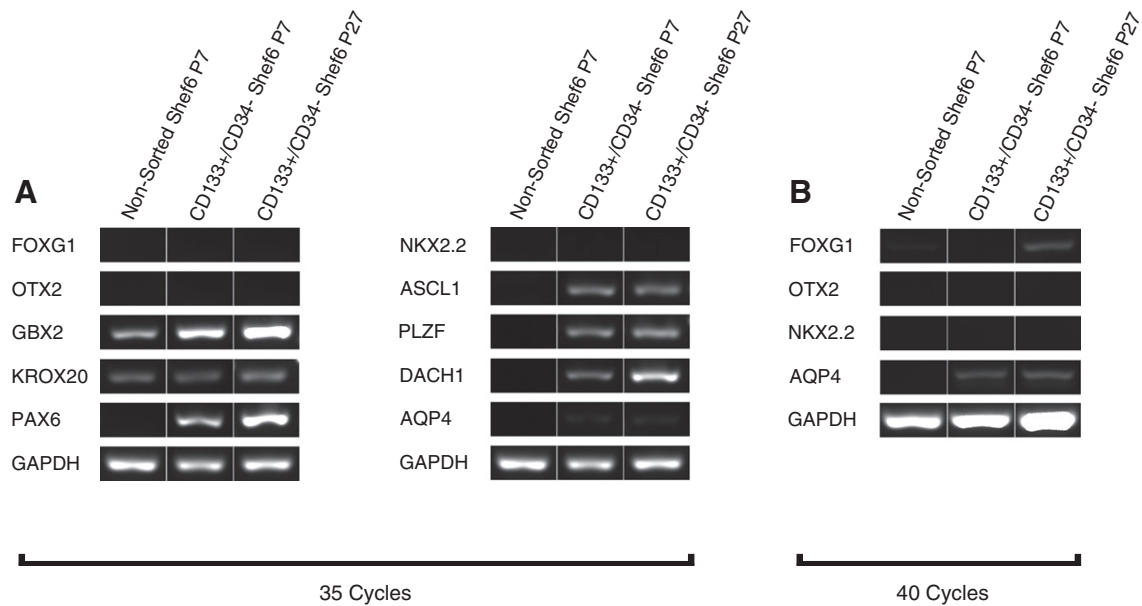 A
Non-Sorted Shef6 P7
CD133+/CD34- Shef6 P7
CD133+/CD34- Shef6 P27
FOXG1
OTX2
GBX2
KROX20
PAX6
GAPDH
Non-Sorted Shef6 P7
CD133+/CD34- Shef6 P7
CD133+/CD34- Shef6 P27
NKX2.2
ASCL1
PLZF
DACH1
AQP4
GAPDH
35 Cycles
B
Non-Sorted Shef6 P7
CD133+/CD34- Shef6 P7
CD133+/CD34- Shef6 P27
FOXG1
OTX2
NKX2.2
AQP4
GAPDH
40 Cycles